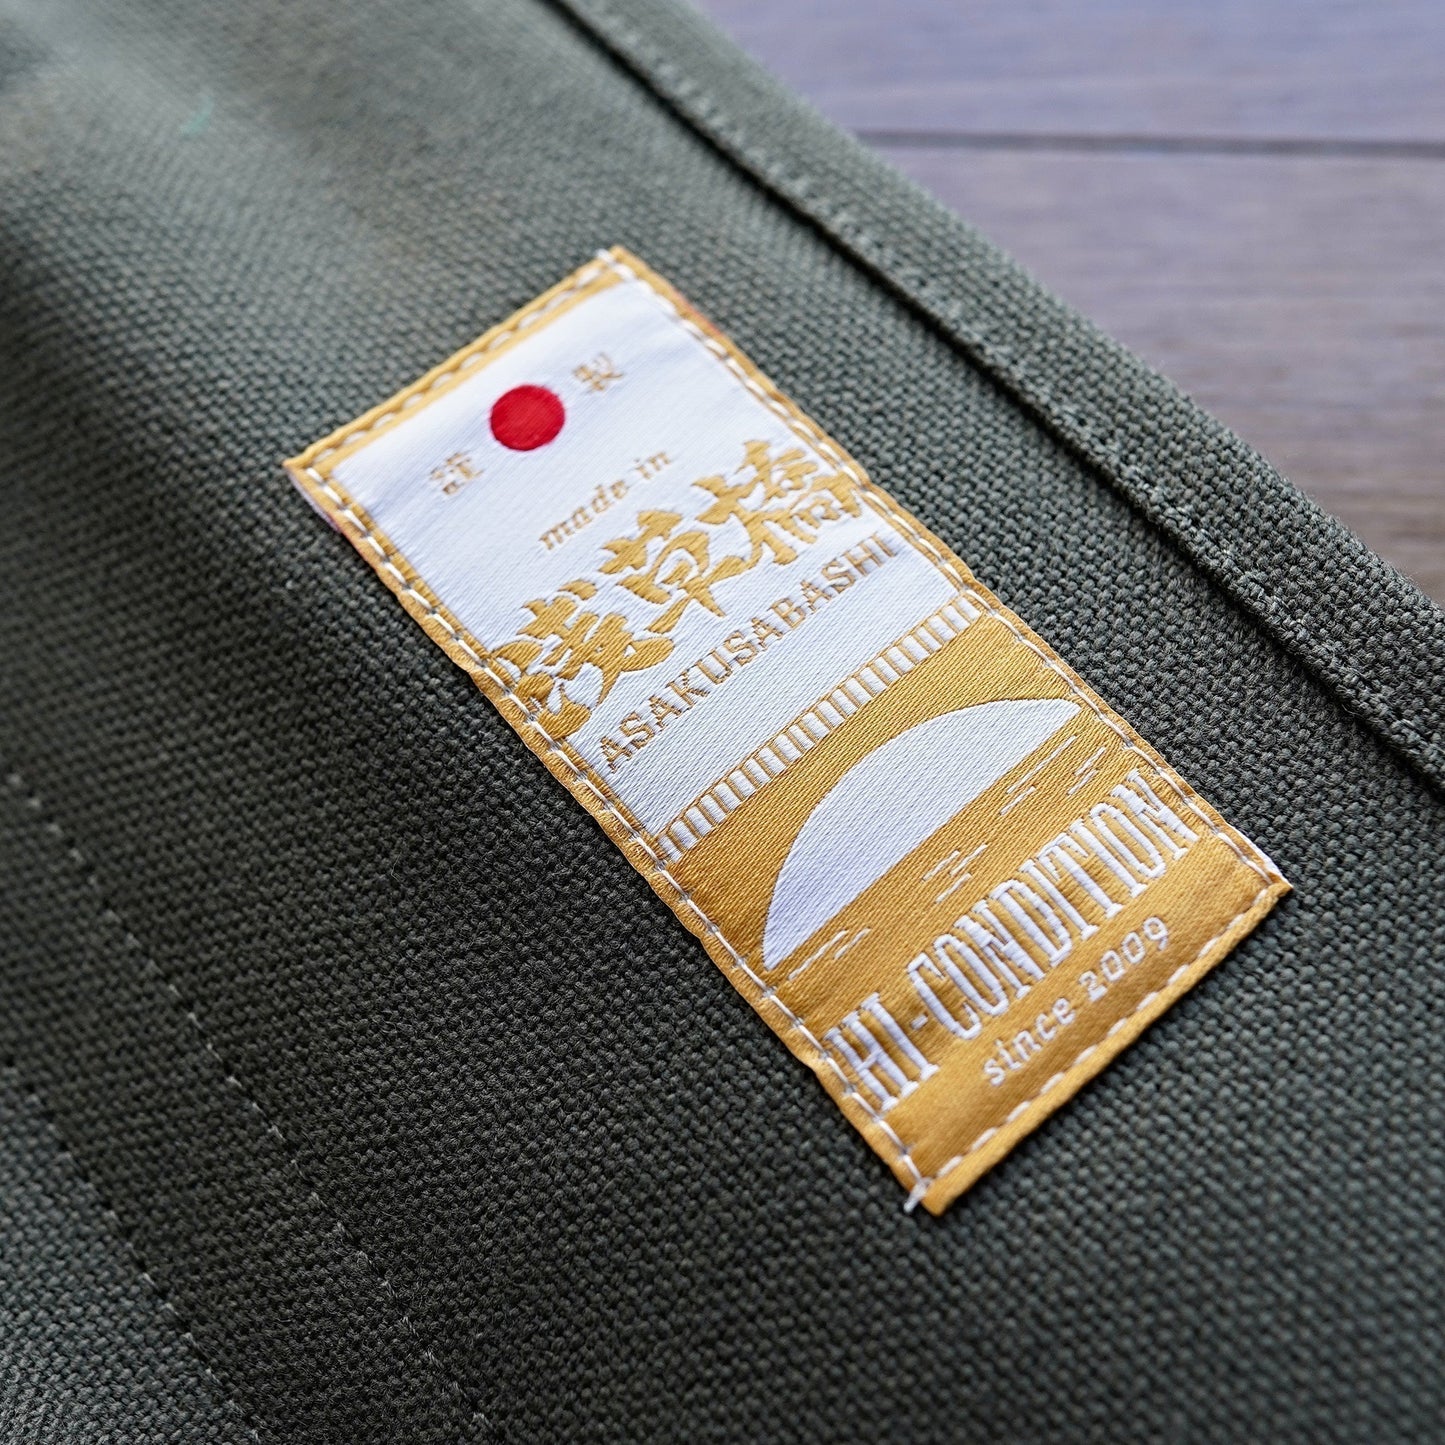 謹製
made in
浅草橋
ASAKUSABASHI
HI-CONDITION
since 2009